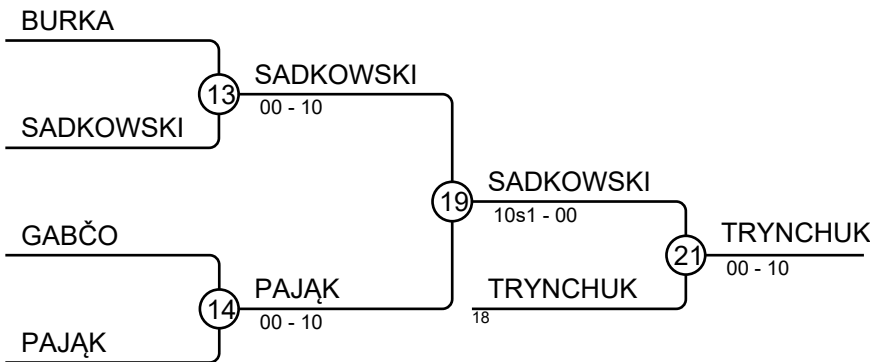 BURKA
13
SADKOWSKI
00 - 10
SADKOWSKI
19
SADKOWSKI
10s1 - 00
GABČO
21
TRYNCHUK
00 - 10
14
PAJĄK
00 - 10
TRYNCHUK
18
PAJĄK